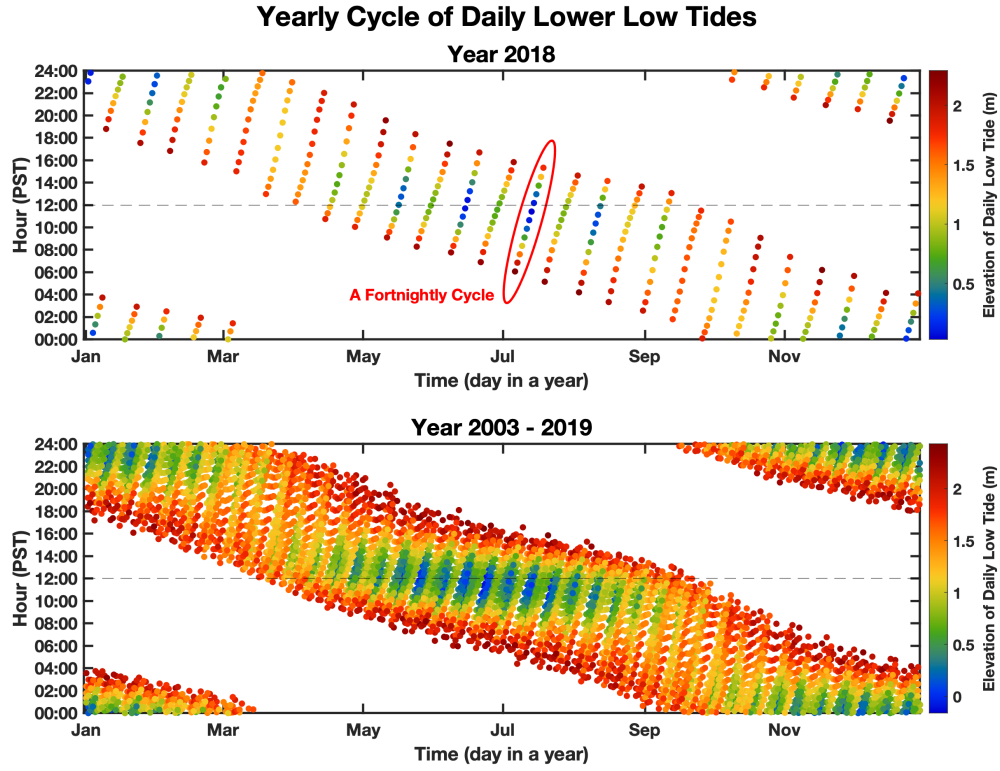 Yearly Cycle of Daily Lower Low Tides
Year 2018
24:00
22:00
20:00
18:00
16:00
14:00
12:00
10:00
08:00
06:00
04:00
02:00
00:00
Hour (PST)
A Fortnightly Cycle
Jan Mar May Jul Sep Nov
Time (day in a year)
2
1.5
1
0.5
Elevation of Daily Low Tide (m)
Year 2003 - 2019
24:00
22:00
20:00
18:00
16:00
14:00
12:00
10:00
08:00
06:00
04:00
02:00
00:00
Hour (PST)
Jan Mar May Jul Sep Nov
Time (day in a year)
2
1.5
1
0.5
0
Elevation of Daily Low Tide (m)